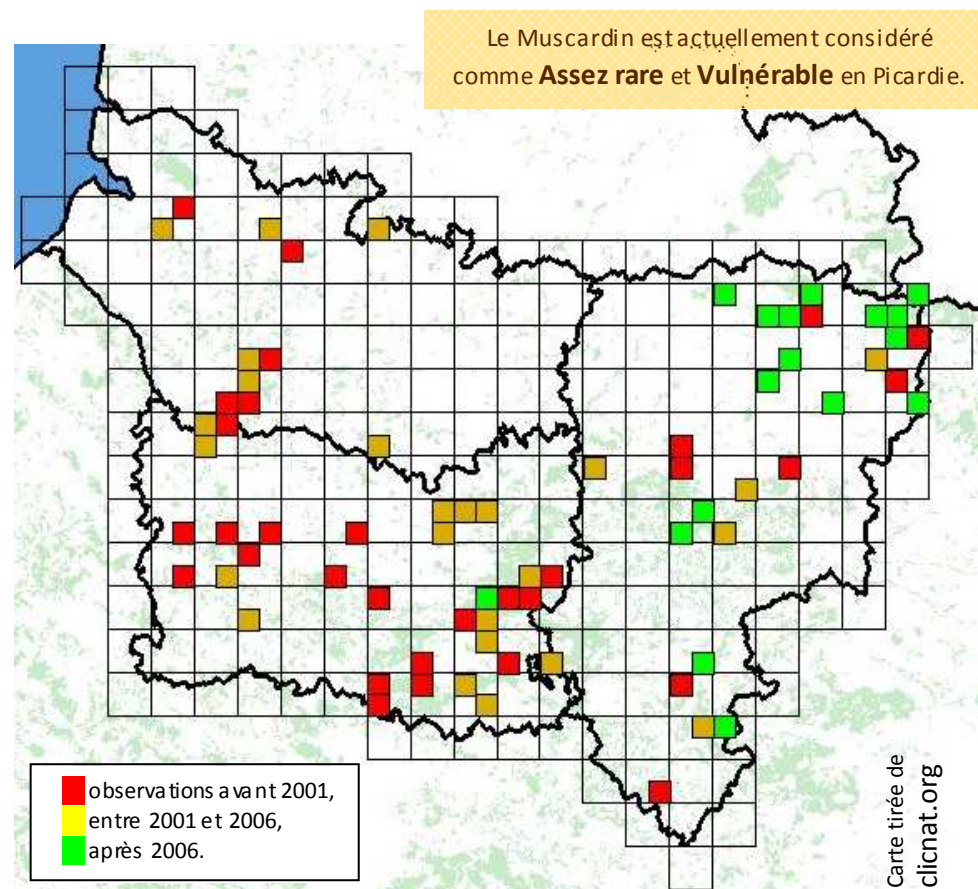 Le Muscardin est actuellement considéré
comme Assez rare et Vulnérable en Picardie.
observations avant 2001,
entre 2001 et 2006,
après 2006.
Carte tirée de
clicnat.org